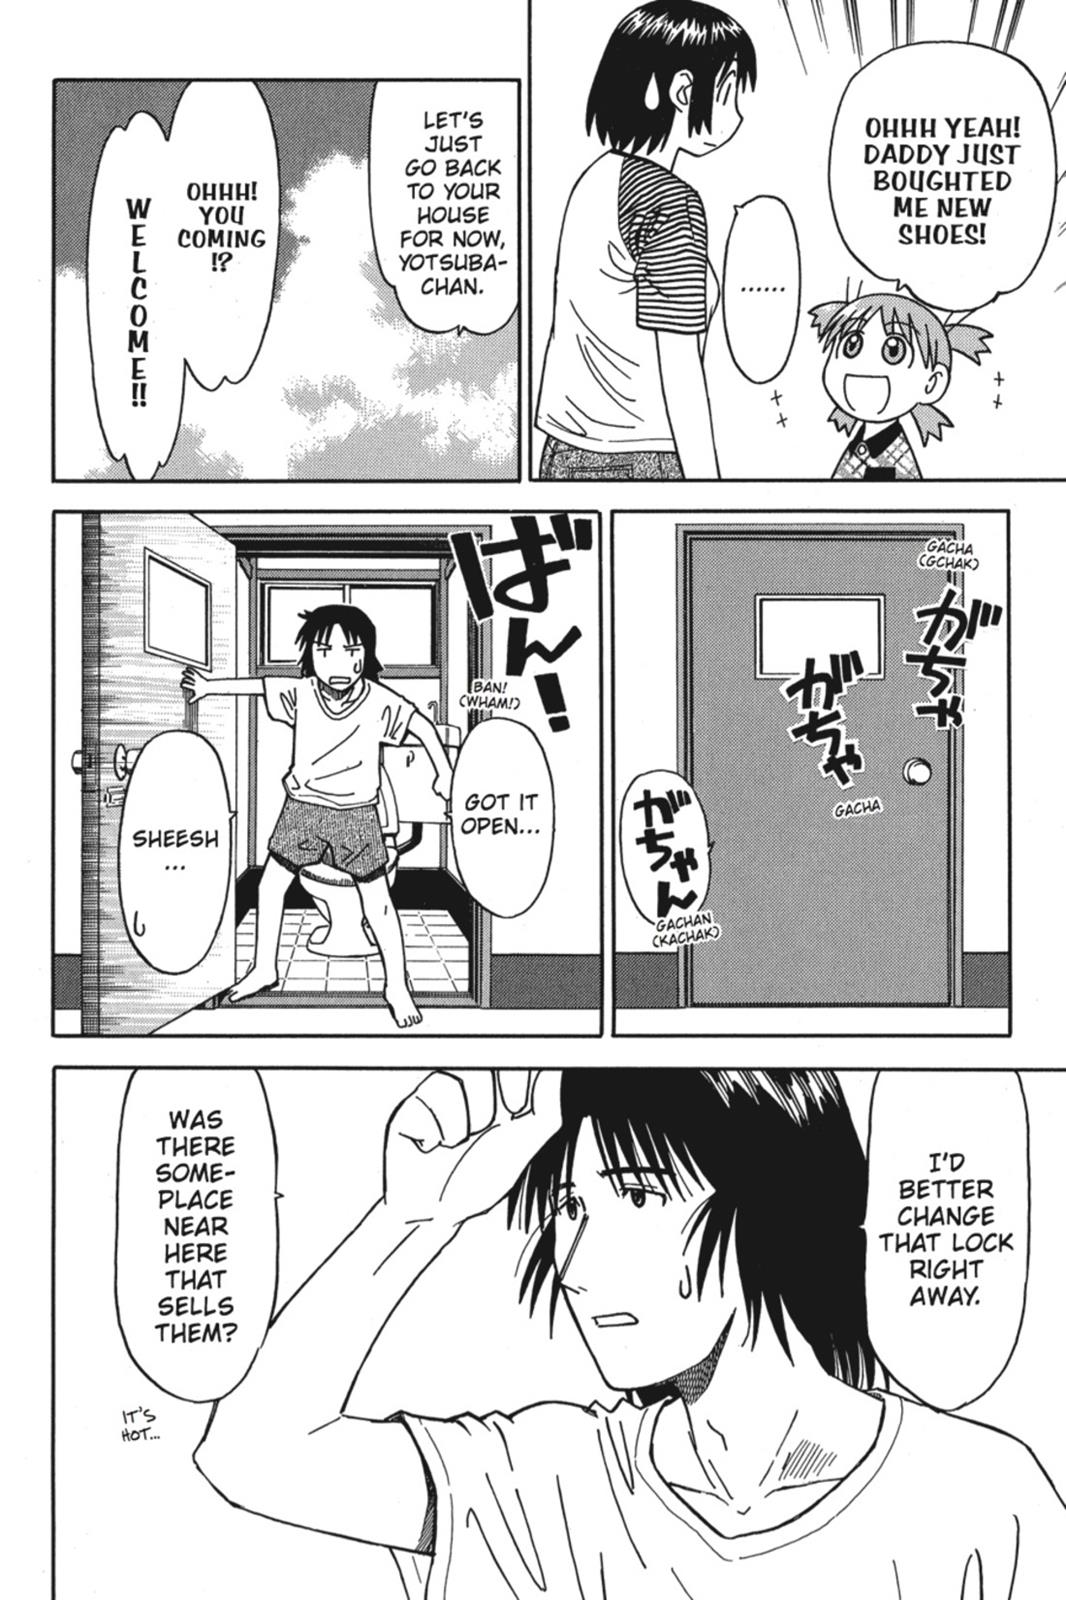 OHHH YEAH!
DADDY JUST
BOUGHTED
ME NEW
SHOES!
......
LET'S
JUST
GO BACK
TO YOUR
HOUSE
FOR NOW,
YOTSUBA-
CHAN.
OHHH!
YOU
COMING
!?
WELCOME!!
GACHA
(GCHAK)
がちゃ
がちゃ
GACHA
がちゃん
GACHAN
(KACHAK)
ばん!
BAN!
(WHAM!)
GOT IT
OPEN...
SHEESH
...
I'D
BETTER
CHANGE
THAT LOCK
RIGHT
AWAY.
WAS
THERE
SOME-
PLACE
NEAR
HERE
THAT
SELLS
THEM?
IT'S
HOT...